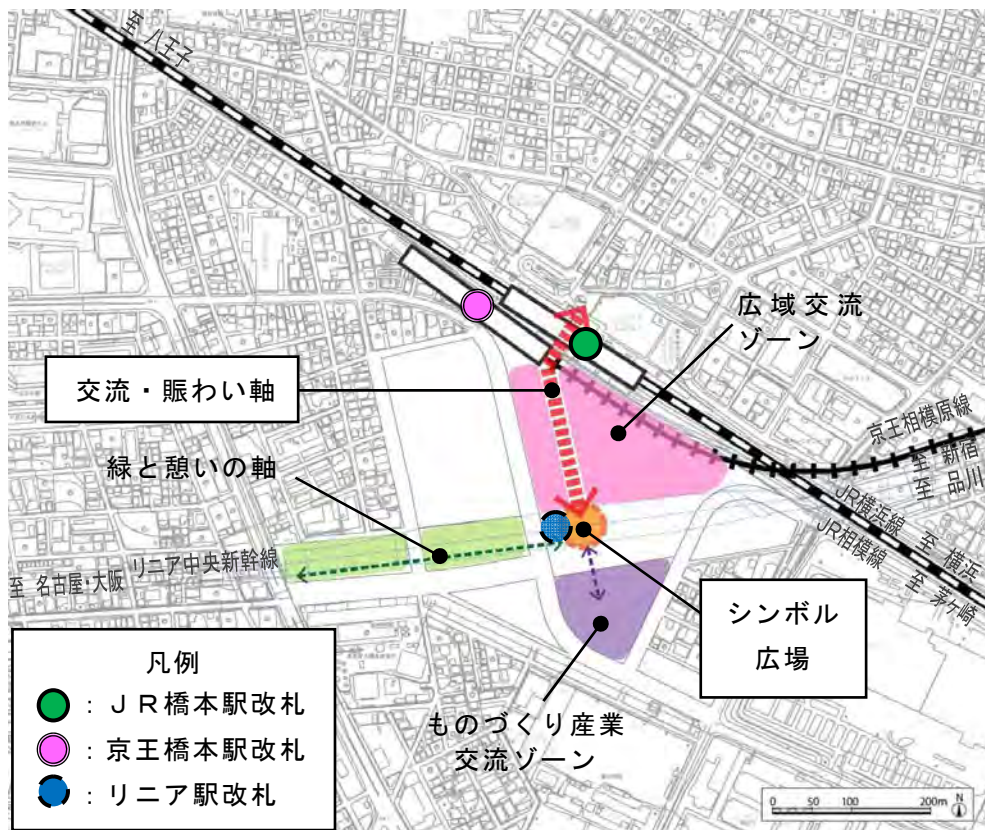 至 八王子
広域交流
ゾーン
交流・賑わい軸
緑と憩いの軸
京王相模原線
至 新宿
至 品川
JR横浜線 至 横浜
JR相模線 至 茅ケ崎
リニア中央新幹線
至 名古屋・大阪
シンボル
広場
ものづくり産業
交流ゾーン
凡例
：ＪＲ橋本駅改札
：京王橋本駅改札
：リニア駅改札
0 50 100 200m
N